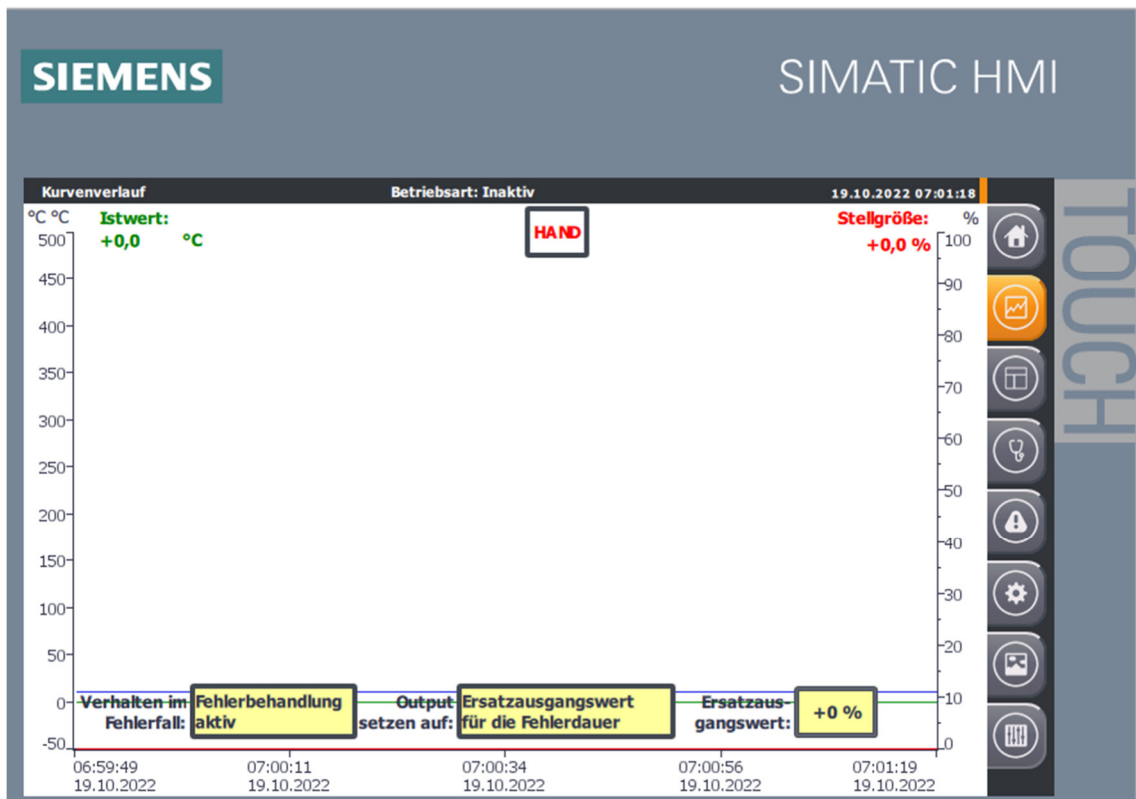 SIEMENS
SIMATIC HMI
TOUCH
Kurvenverlauf
Betriebsart: Inaktiv
19.10.2022 07:01:18
°C °C
Istwert:
+0,0 °C
HAND
Stellgröße:
+0,0 %
%
500
450
400
350
300
250
200
150
100
50
0
-50
100
90
80
70
60
50
40
30
20
10
0
Verhalten im
Fehlerfall:
Fehlerbehandlung
aktiv
Output
setzen auf:
Ersatzausgangswert
für die Fehlerdauer
Ersatzaus-
gangswert:
+0 %
06:59:49
19.10.2022
07:00:11
19.10.2022
07:00:34
19.10.2022
07:00:56
19.10.2022
07:01:19
19.10.2022